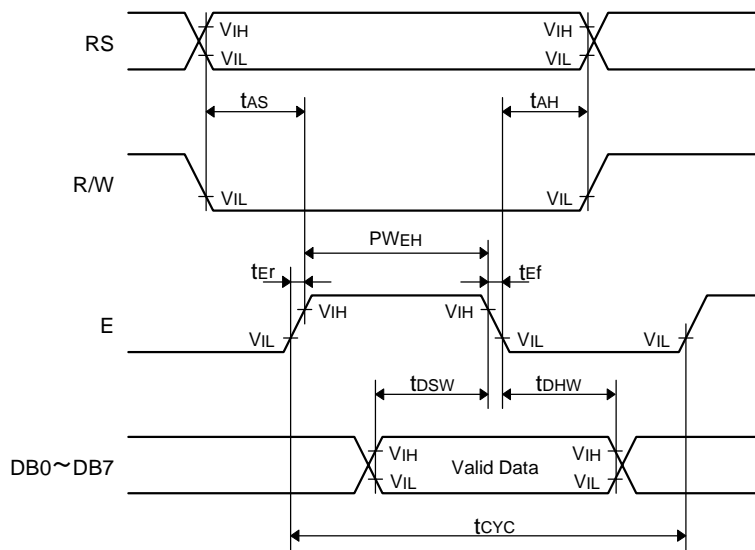 RS
VIH
VIH
VIL
VIL
tAS
tAH
R/W
VIL
VIL
PWEH
tEr
tEf
E
VIH
VIH
VIL
VIL
VIL
tDSW
tDHW
DB0～DB7
VIH
VIH
Valid Data
VIL
VIL
tCYC